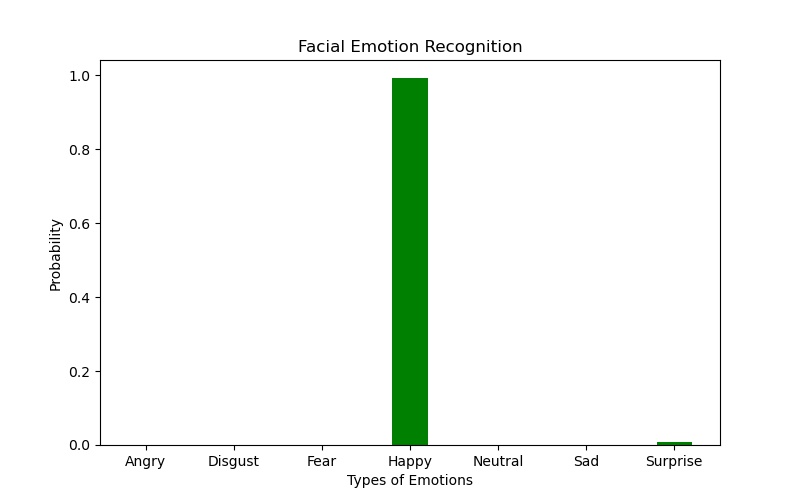 Facial Emotion Recognition
1.0
0.8
0.6
0.4
0.2
0.0
Probability
Angry Disgust Fear Happy Neutral Sad Surprise
Types of Emotions